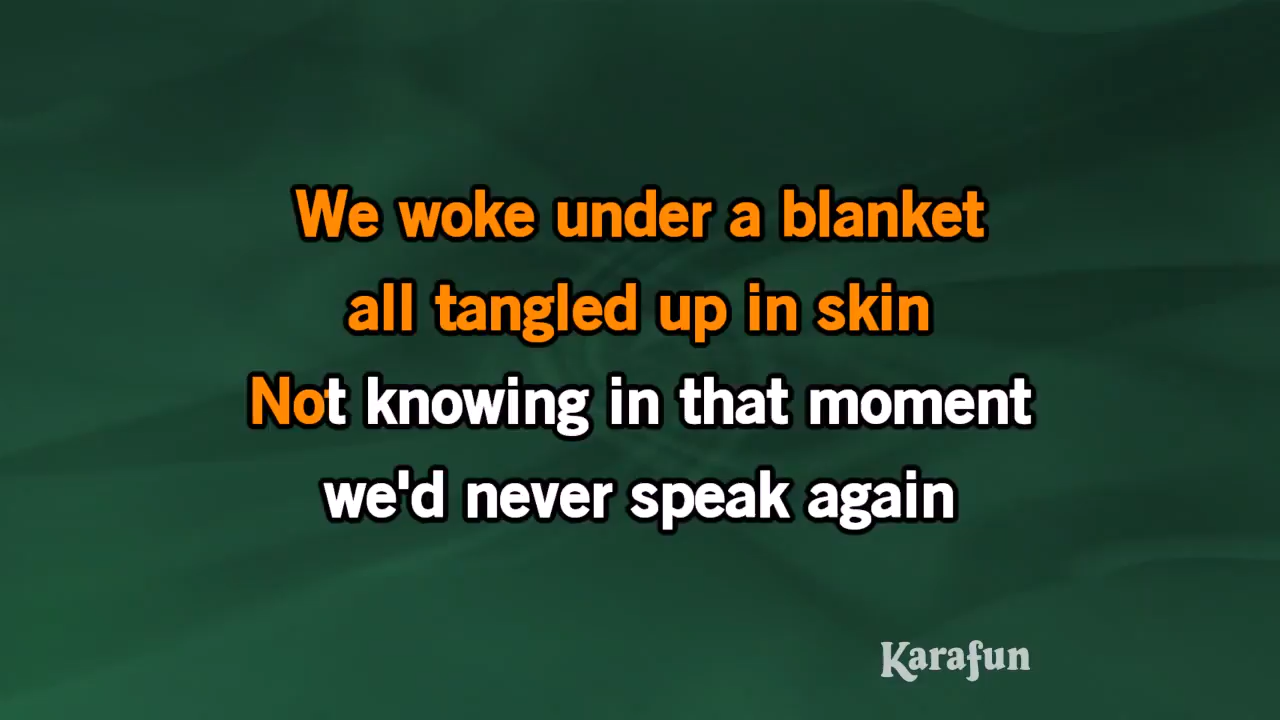 We woke under a blanket
all tangled up in skin
Not knowing in that moment
we'd never speak again
Karafun